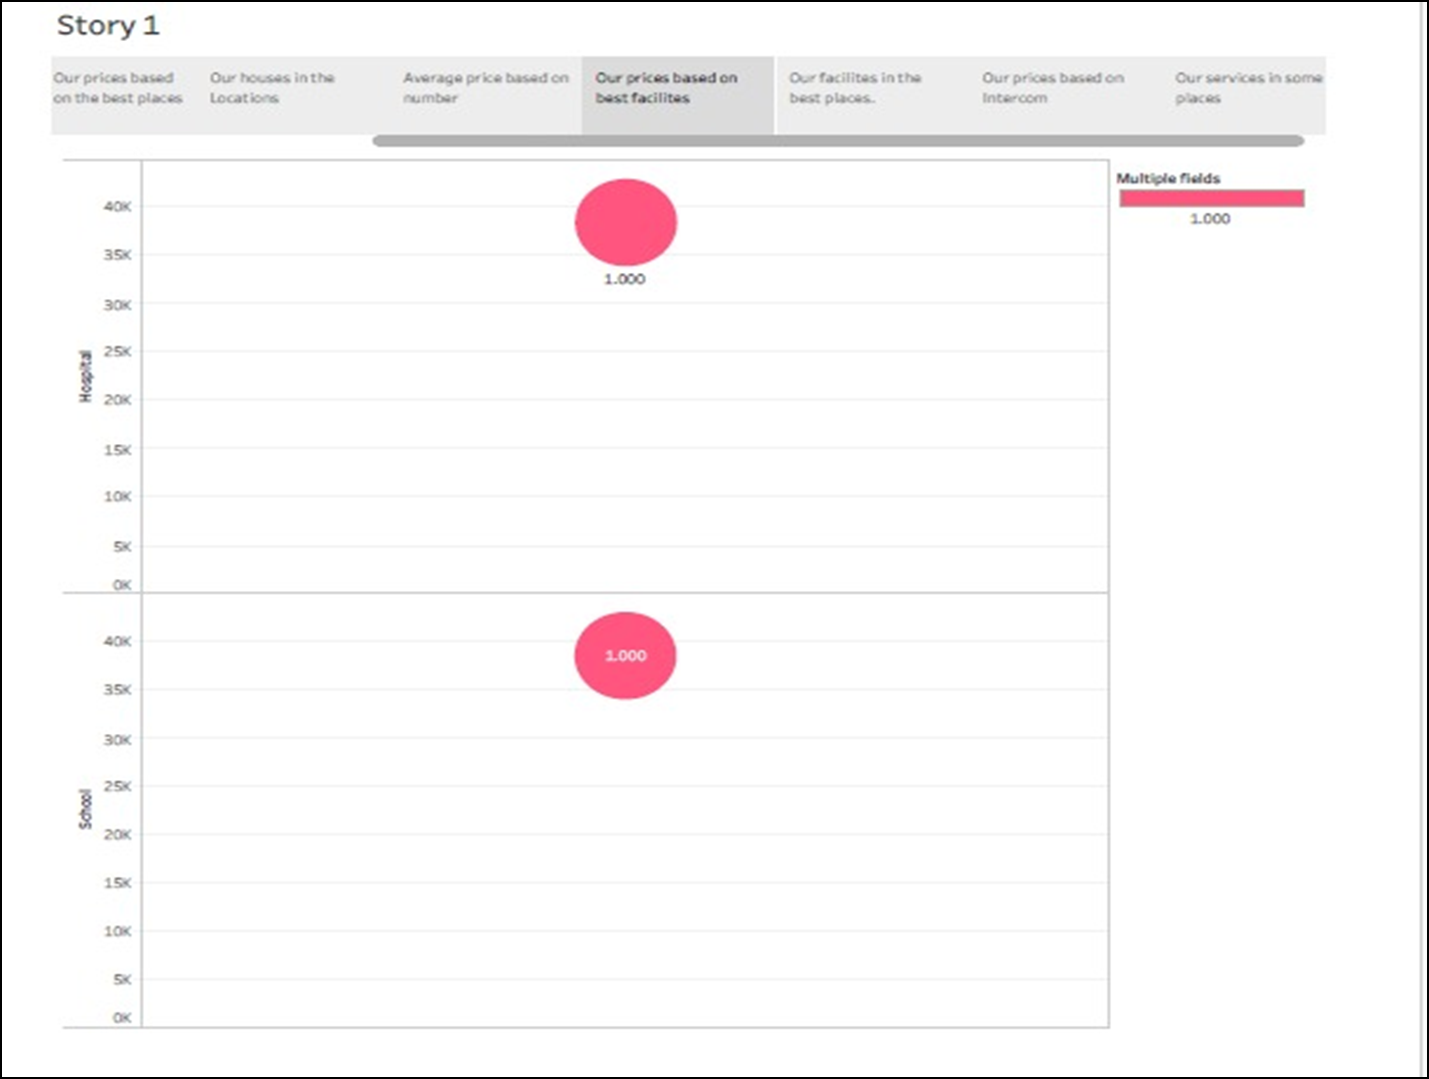 Story 1
Our prices based
on the best places
Our houses in the
Locations
Average price based on
number
Our prices based on
best facilites
Our facilites in the
best places.
Our prices based on
Intercom
Our services in some
places
Multiple fields
1.000
Hospital
40K
35K
30K
25K
20K
15K
10K
5K
0K
1.000
School
40K
35K
30K
25K
20K
15K
10K
5K
0K
1.000